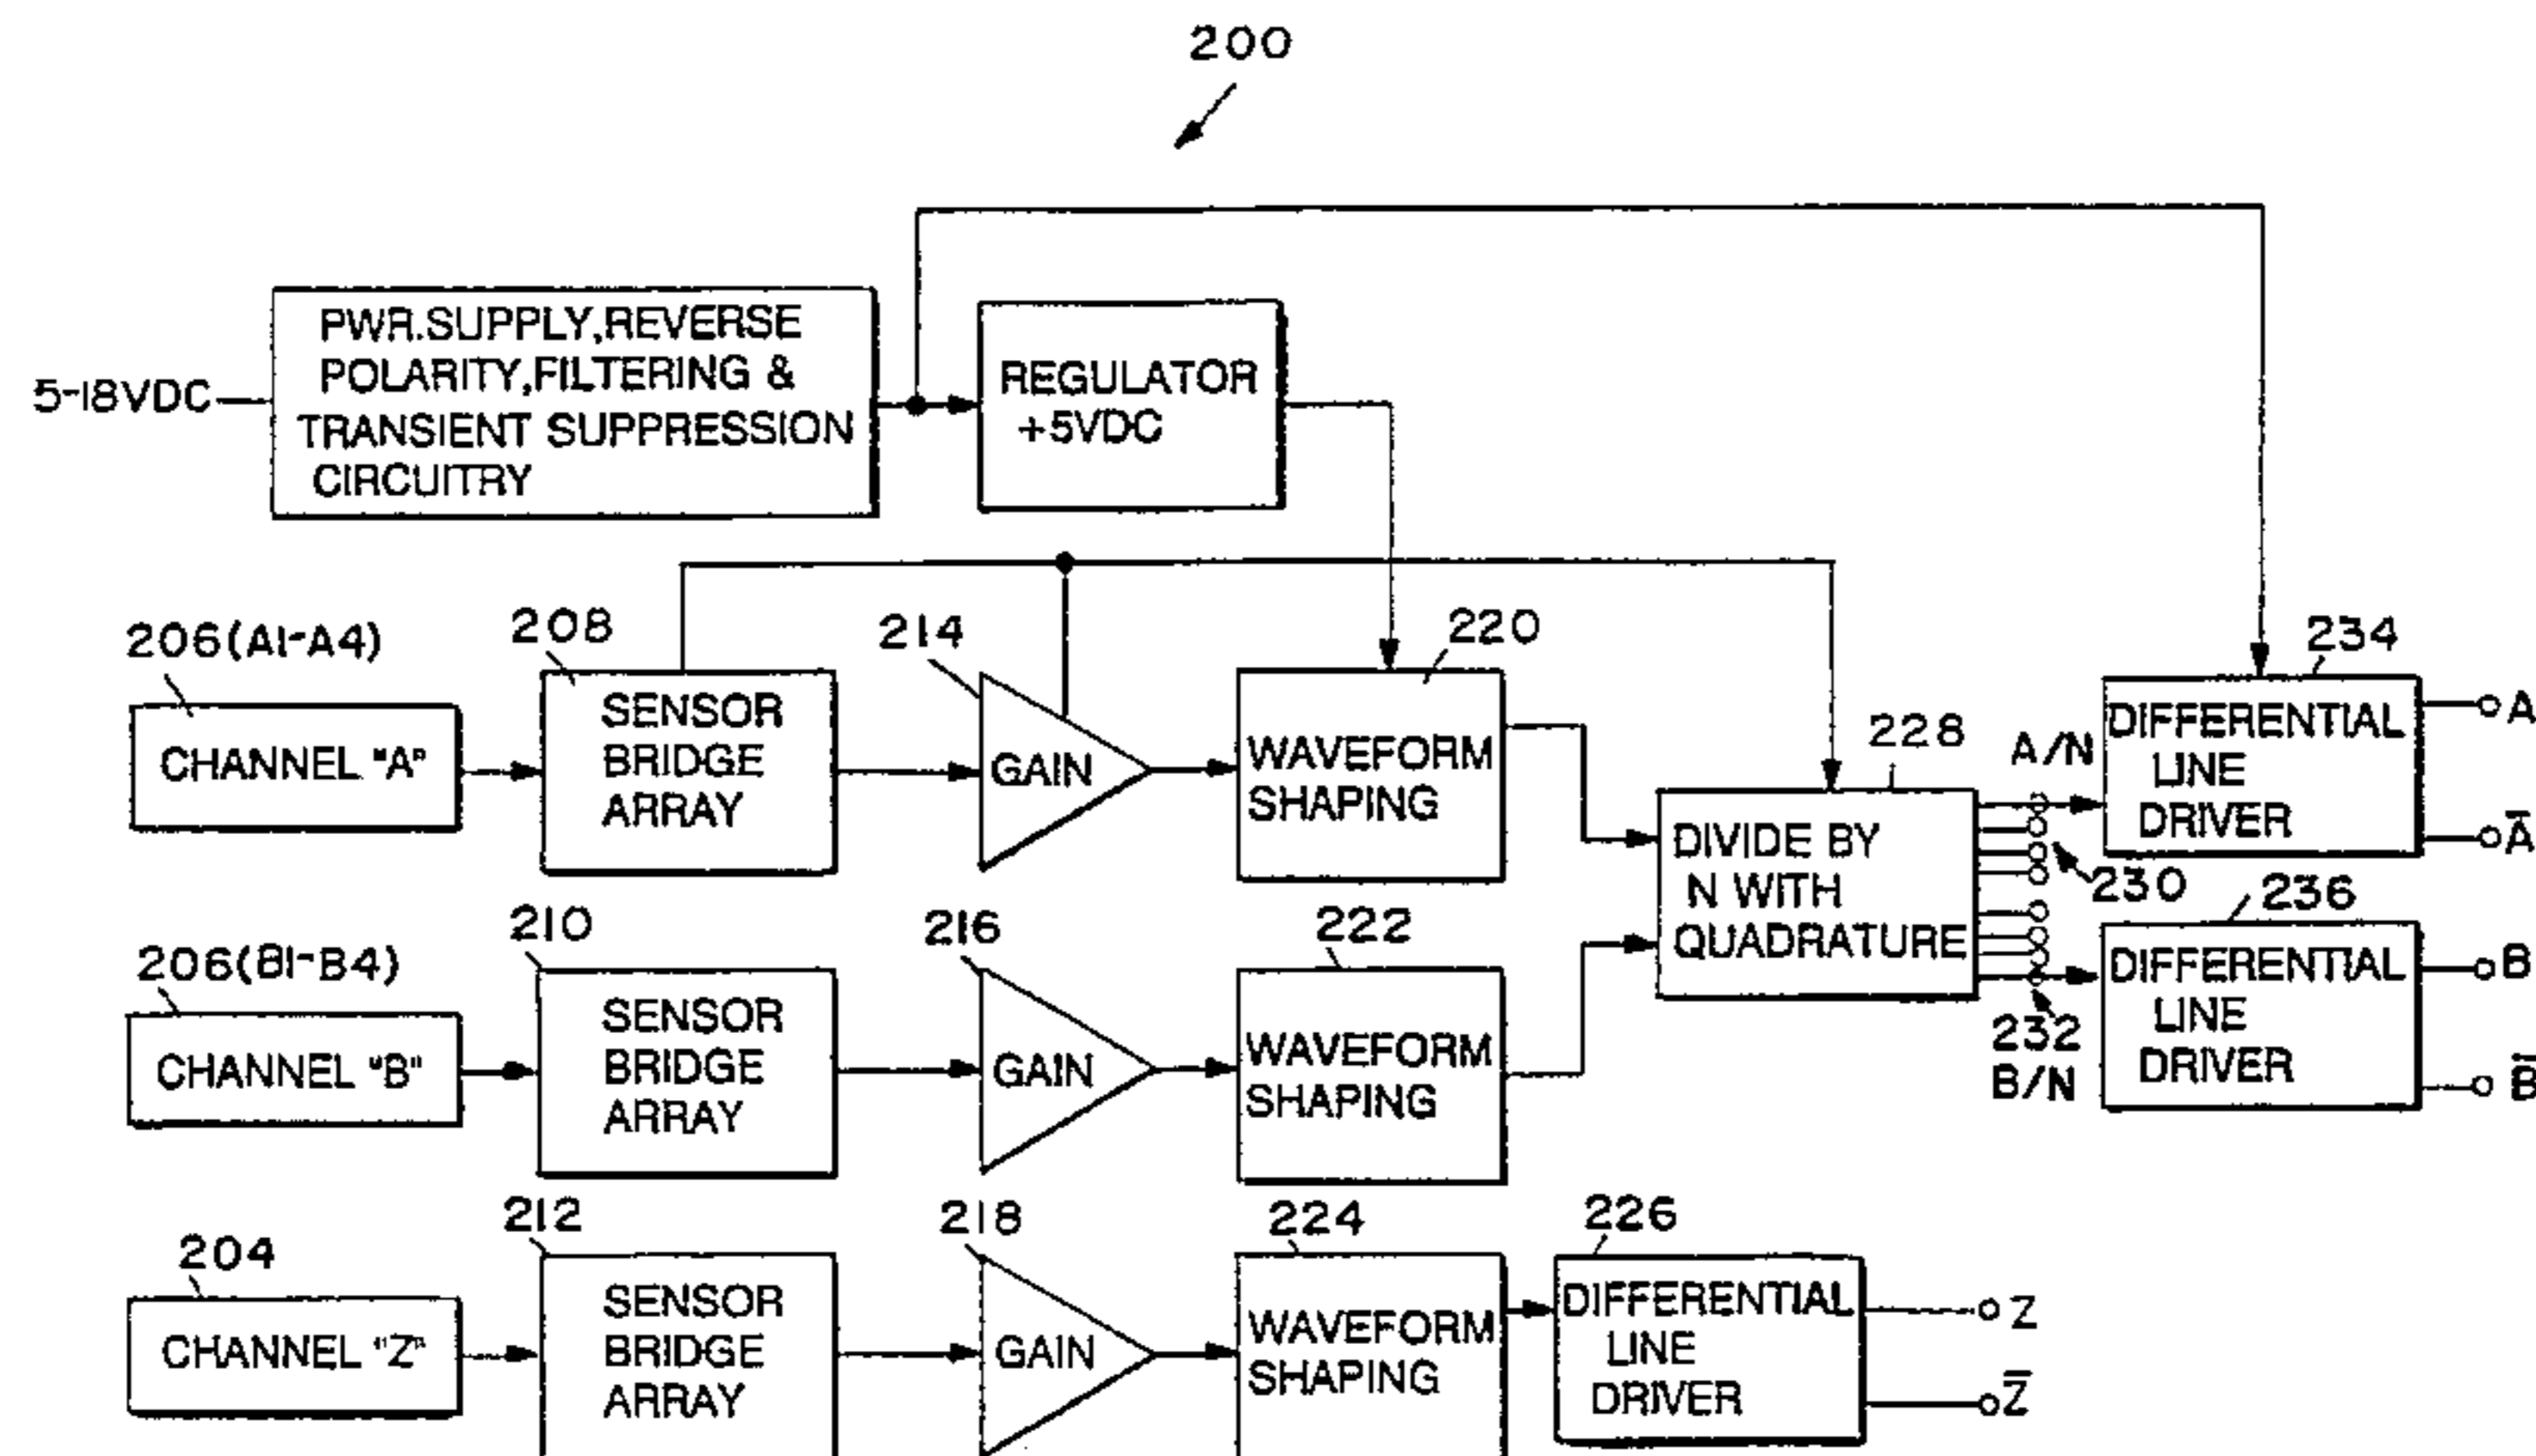 200
PWR.SUPPLY,REVERSE
POLARITY,FILTERING &
TRANSIENT SUPPRESSION
CIRCUITRY
5-18VDC
REGULATOR
+5VDC
206(A1-A4)
208
214
220
234
CHANNEL "A"
SENSOR
BRIDGE
ARRAY
GAIN
WAVEFORM
SHAPING
228
A/N
DIFFERENTIAL
LINE
DRIVER
A
A̅
DIVIDE BY
N WITH
QUADRATURE
230
232
B/N
206(B1-B4)
210
216
222
236
CHANNEL "B"
SENSOR
BRIDGE
ARRAY
GAIN
WAVEFORM
SHAPING
DIFFERENTIAL
LINE
DRIVER
B
B̅
204
212
218
224
226
CHANNEL "Z"
SENSOR
BRIDGE
ARRAY
GAIN
WAVEFORM
SHAPING
DIFFERENTIAL
LINE
DRIVER
Z
Z̅